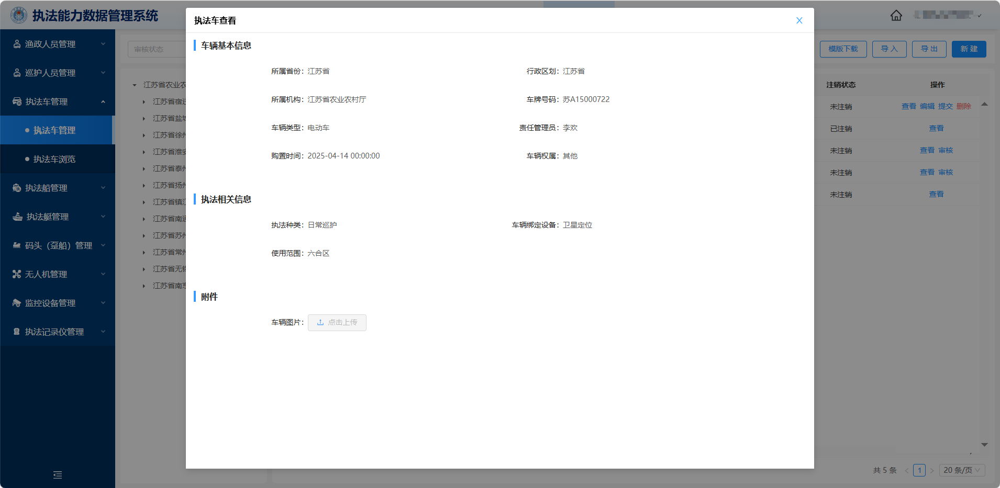 执法能力数据管理系统
渔政人员管理
巡护人员管理
执法车管理
执法车管理
执法车浏览
执法船管理
执法艇管理
码头（趸船）管理
无人机管理
监控设备管理
执法记录仪管理
审核状态
江苏省农业农
江苏省宿迁
江苏省盐城
江苏省徐州
江苏省淮安
江苏省泰州
江苏省扬州
江苏省镇江
江苏省南通
江苏省苏州
江苏省常州
江苏省无锡
江苏省南京
执法车查看
X
车辆基本信息
所属省份：江苏省 行政区划：江苏省
所属机构：江苏省农业农村厅 车牌号码：苏A15000722
车辆类型：电动车 责任管理员：李欢
购置时间：2025-04-14 00:00:00 车辆权属：其他
执法相关信息
执法种类：日常巡护 车辆绑定设备：卫星定位
使用范围：六合区
附件
车辆图片：点击上传
模版下载 导入 导出 新建
注销状态 操作
未注销 查看 编辑 提交 删除
已注销 查看
未注销 查看 审核
未注销 查看 审核
未注销 查看
共 5 条 < 1 > 20 条/页